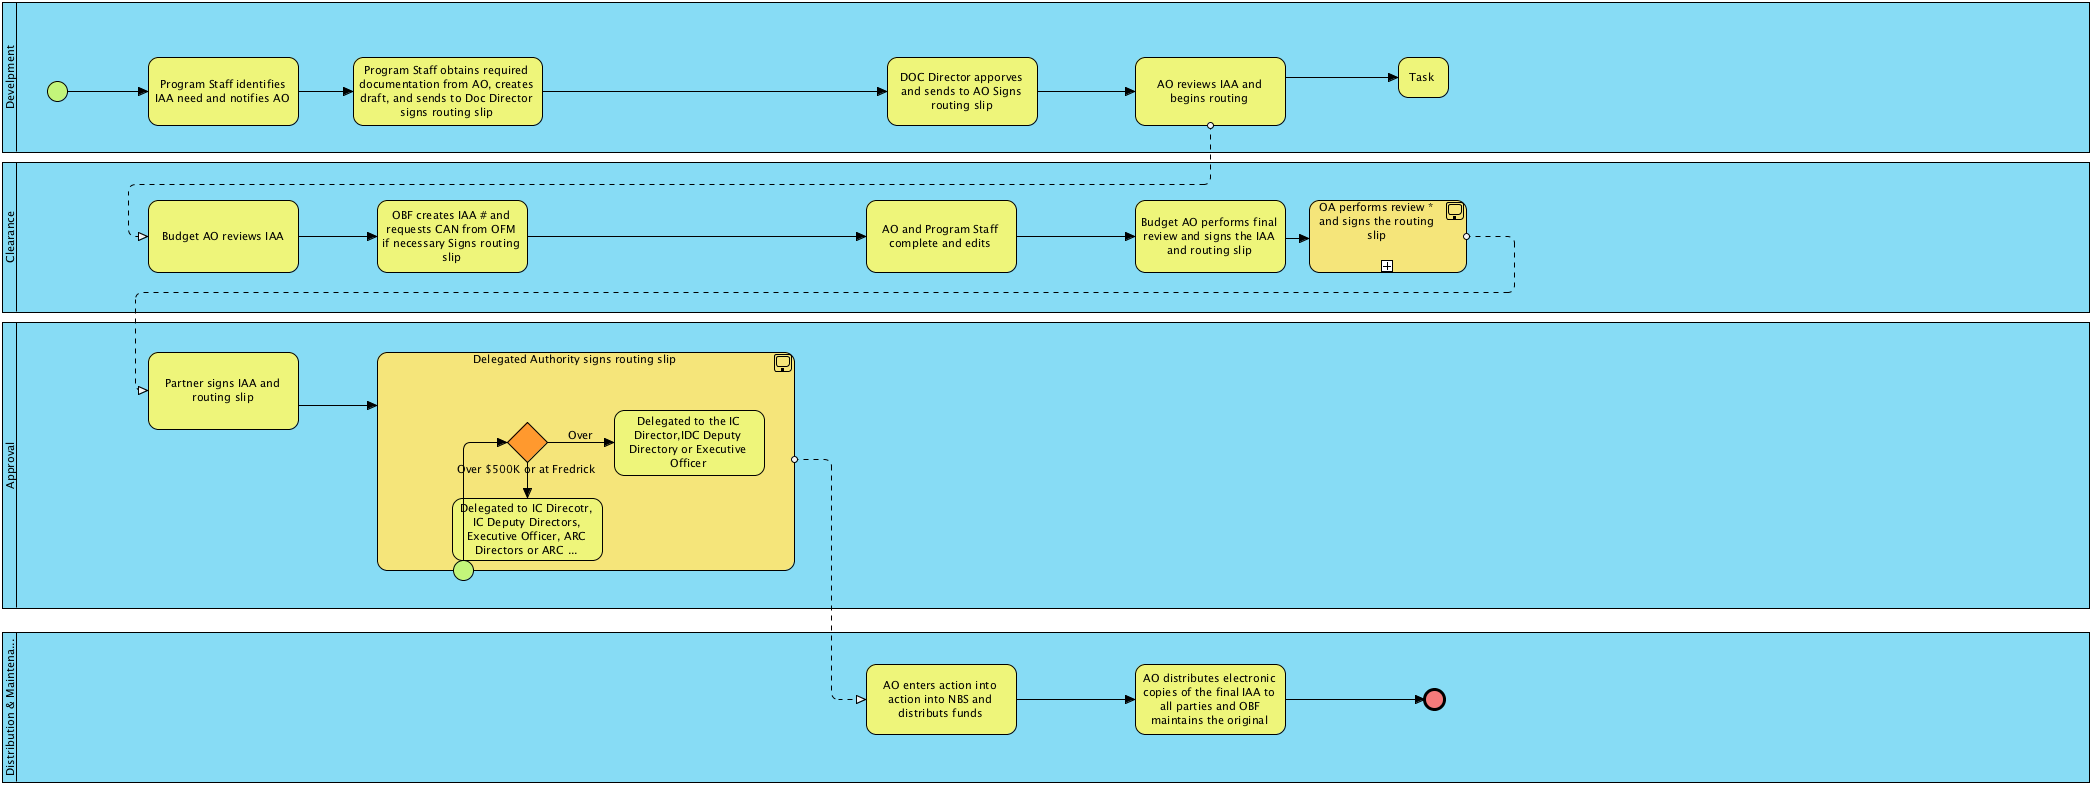 Develpment
Program Staff identifies
IAA need and notifies AO
Program Staff obtains required
documentation from AO, creates
draft, and sends to Doc Director
signs routing slip
DOC Director apporves
and sends to AO Signs
routing slip
AO reviews IAA and
begins routing
Task
Clearance
Budget AO reviews IAA
OBF creates IAA # and
requests CAN from OFM
if necessary Signs routing
slip
AO and Program Staff
complete and edits
Budget AO performs final
review and signs the IAA
and routing slip
OA performs review *
and signs the routing
slip
Approval
Partner signs IAA and
routing slip
Delegated Authority signs routing slip
Over
Delegated to the IC
Director,IDC Deputy
Directory or Executive
Officer
Over $500K or at Fredrick
Delegated to IC Direcotr,
IC Deputy Directors,
Executive Officer, ARC
Directors or ARC ...
Distribution & Maintena...
AO enters action into
action into NBS and
distributs funds
AO distributes electronic
copies of the final IAA to
all parties and OBF
maintains the original